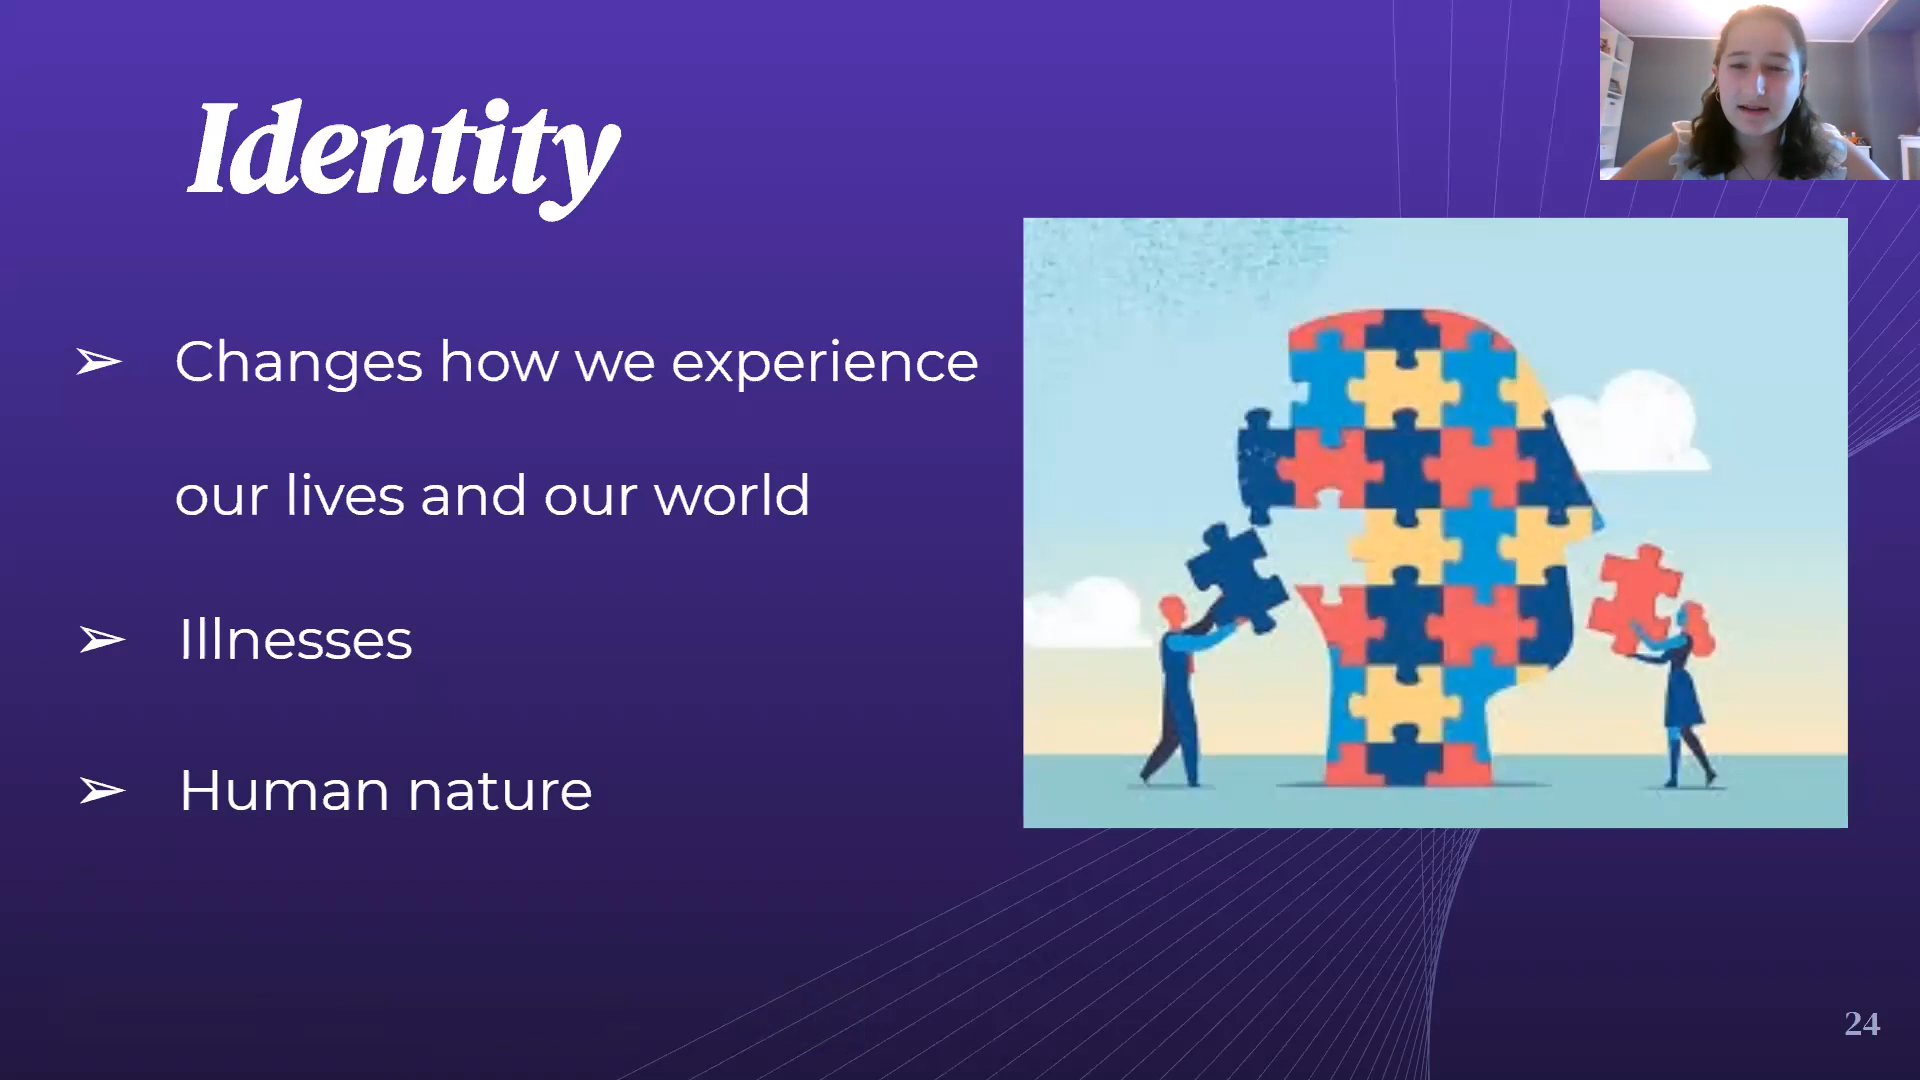 Identity
➢ Changes how we experience
our lives and our world
➢ Illnesses
➢ Human nature
24